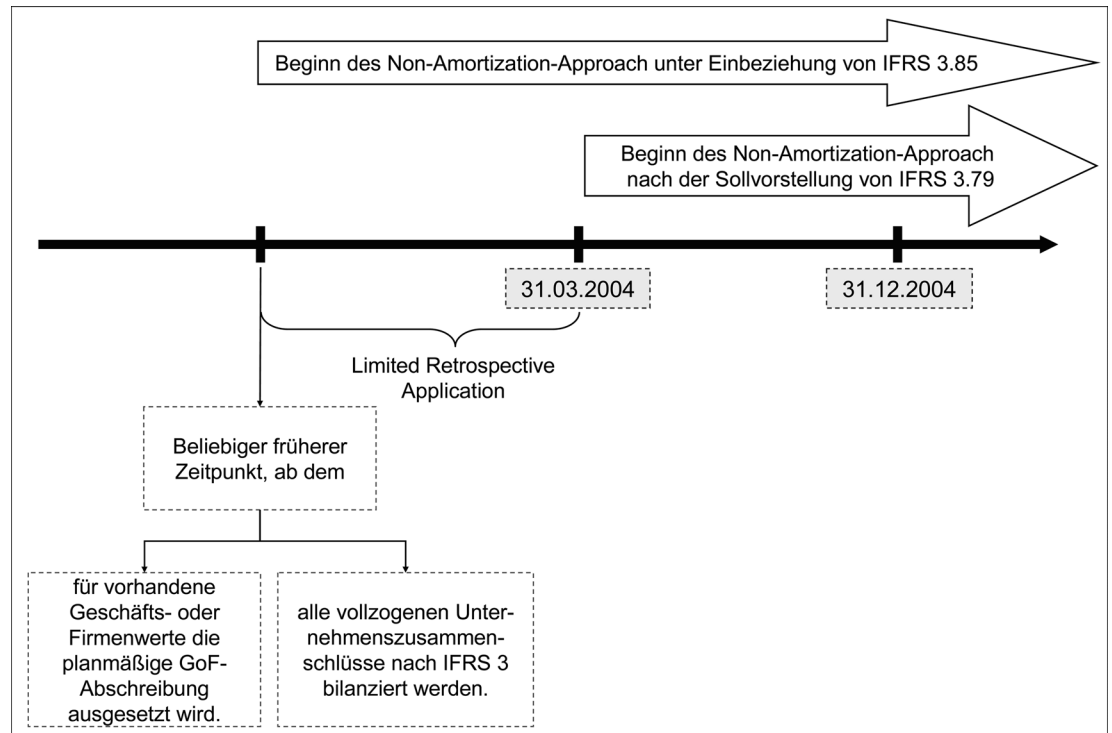 Beginn des Non-Amortization-Approach unter Einbeziehung von IFRS 3.85
Beginn des Non-Amortization-Approach
nach der Sollvorstellung von IFRS 3.79
31.03.2004
31.12.2004
Limited Retrospective
Application
Beliebiger früherer
Zeitpunkt, ab dem
für vorhandene
Geschäfts- oder
Firmenwerte die
planmäßige GoF-
Abschreibung
ausgesetzt wird.
alle vollzogenen Unter-
nehmenszusammen-
schlüsse nach IFRS 3
bilanziert werden.